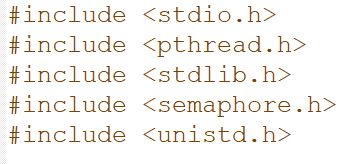 #include <stdio.h>
#include <pthread.h>
#include <stdlib.h>
#include <semaphore.h>
#include <unistd.h>